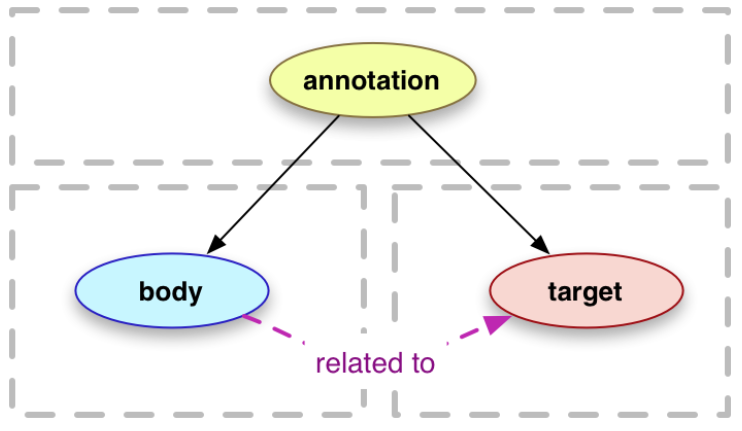 annotation
body
target
related to